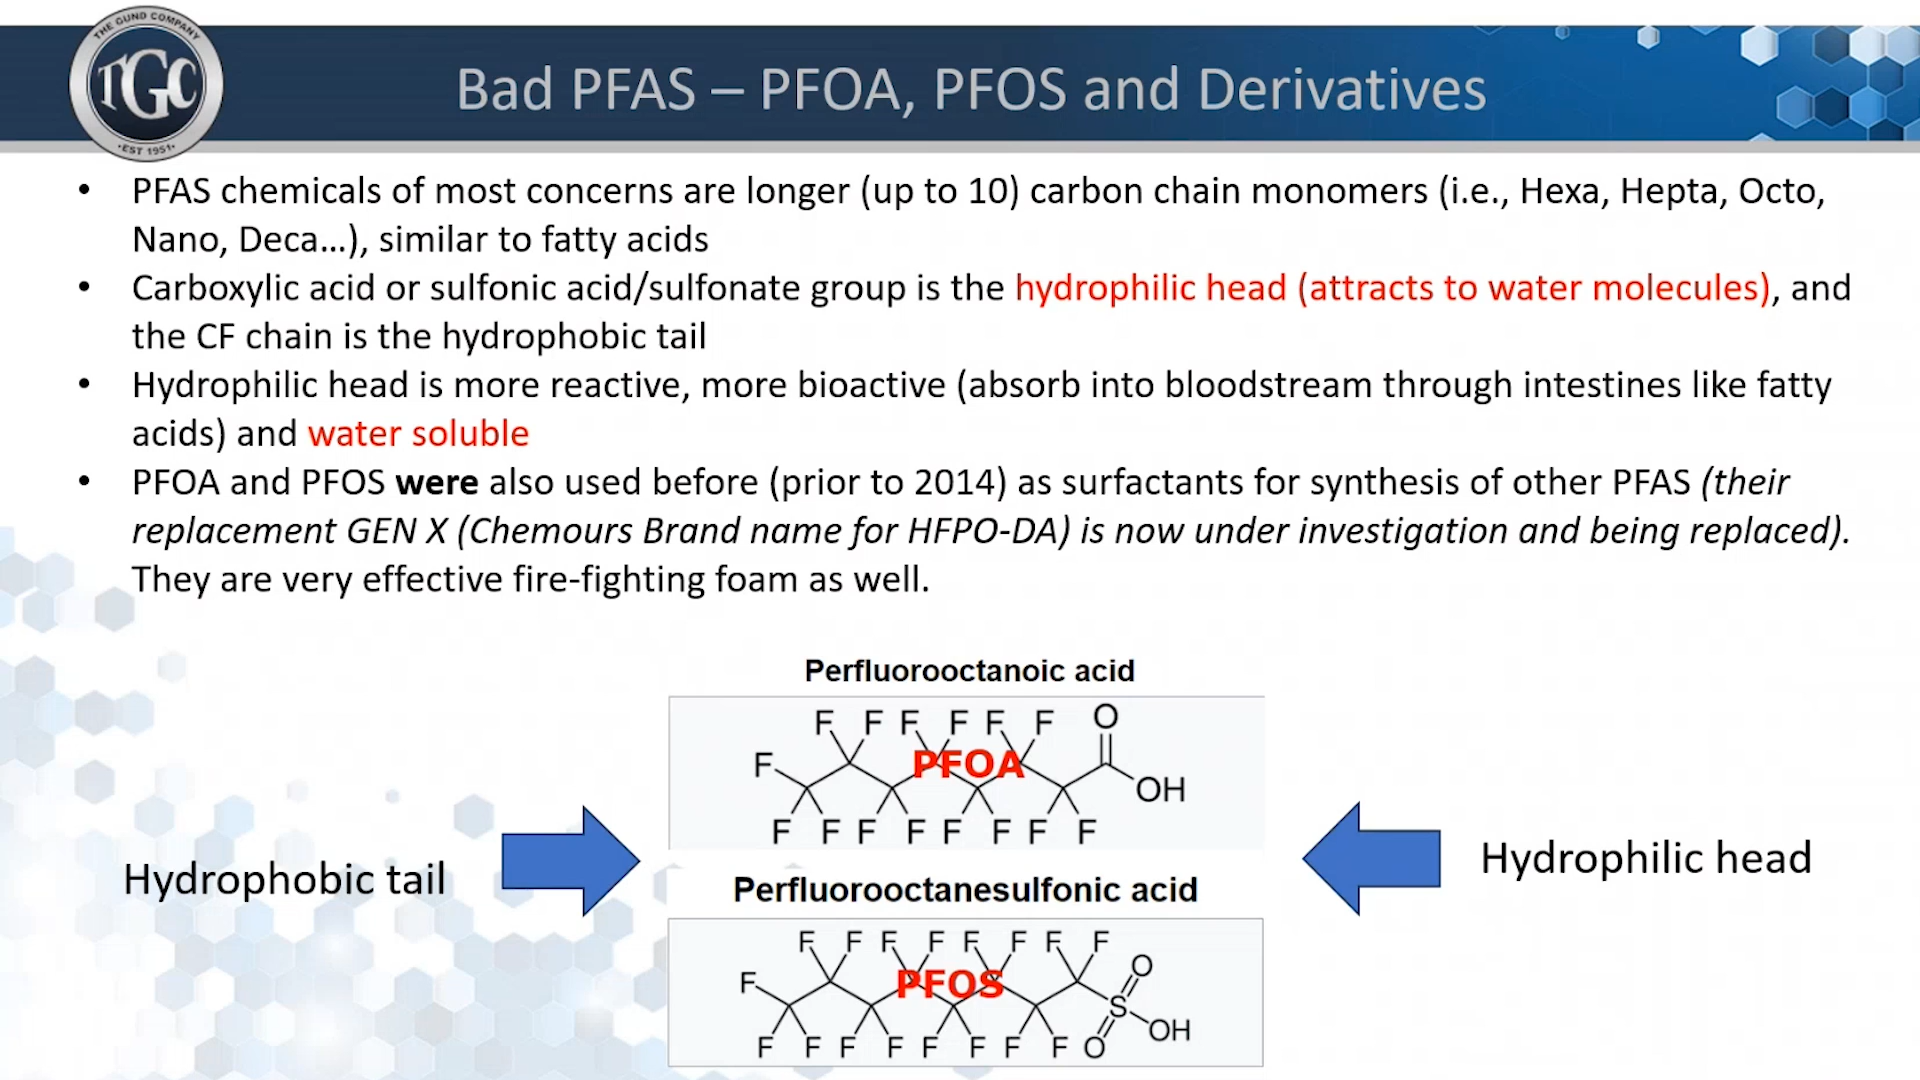 THE GUND COMPANY
TGC
·EST 1951·
Bad PFAS – PFOA, PFOS and Derivatives
• PFAS chemicals of most concerns are longer (up to 10) carbon chain monomers (i.e., Hexa, Hepta, Octo,
Nano, Deca...), similar to fatty acids
• Carboxylic acid or sulfonic acid/sulfonate group is the hydrophilic head (attracts to water molecules), and
the CF chain is the hydrophobic tail
• Hydrophilic head is more reactive, more bioactive (absorb into bloodstream through intestines like fatty
acids) and water soluble
• PFOA and PFOS were also used before (prior to 2014) as surfactants for synthesis of other PFAS (their
replacement GEN X (Chemours Brand name for HFPO-DA) is now under investigation and being replaced).
They are very effective fire-fighting foam as well.
Perfluorooctanoic acid
F F F F F F O
F PFOA OH
F F F F F F F F
Hydrophobic tail
Hydrophilic head
Perfluorooctanesulfonic acid
F F F F F F F F O
F PFOS S OH
F F F F F F F F F O